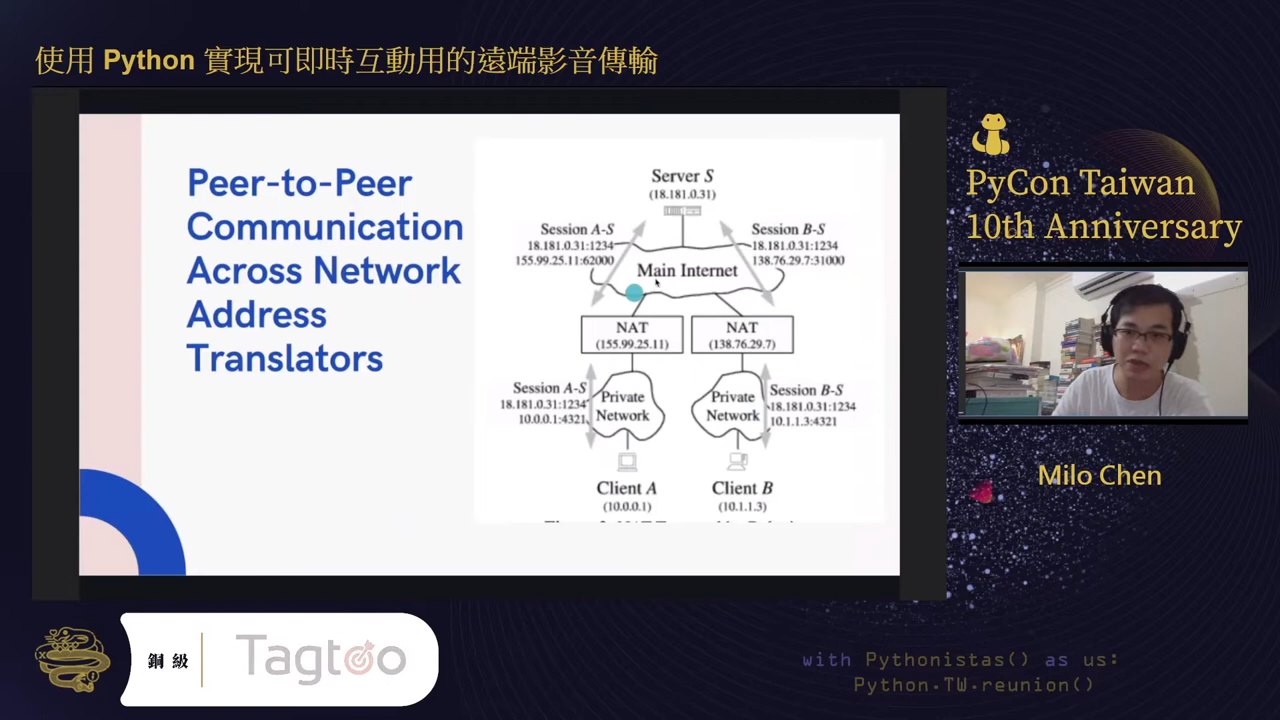 使用 Python 實現可即時互動用的遠端影音傳輸
Peer-to-Peer
Communication
Across Network
Address
Translators
Server S
(18.181.0.31)
Session A-S
18.181.0.31:1234
155.99.25.11:62000
Session B-S
18.181.0.31:1234
138.76.29.7:31000
Main Internet
NAT
(155.99.25.11)
NAT
(138.76.29.7)
Session A-S
18.181.0.31:1234
10.0.0.1:4321
Private
Network
Private
Network
Session B-S
18.181.0.31:1234
10.1.1.3:4321
Client A
(10.0.0.1)
Client B
(10.1.1.3)
PyCon Taiwan
10th Anniversary
Milo Chen
銅級
Tagtoo
with Pythonistas() as us:
Python.TW.reunion()